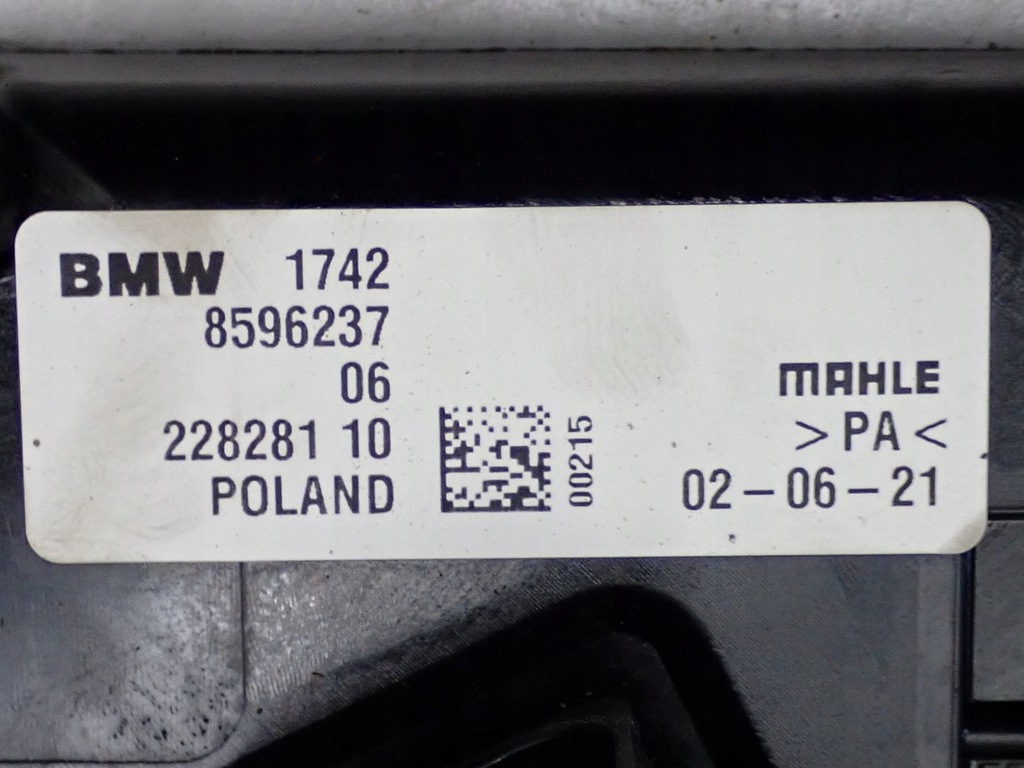 BMW 1742
8596237
06
228281 10
POLAND
00215
MAHLE
>PA<
02-06-21